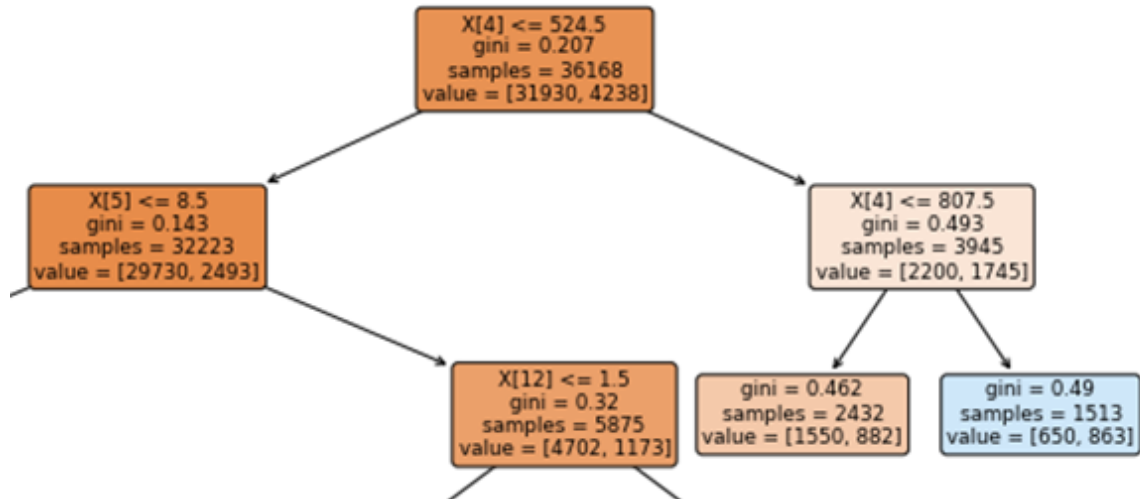 X[4] <= 524.5
gini = 0.207
samples = 36168
value = [31930, 4238]
X[5] <= 8.5
gini = 0.143
samples = 32223
value = [29730, 2493]
X[4] <= 807.5
gini = 0.493
samples = 3945
value = [2200, 1745]
X[12] <= 1.5
gini = 0.32
samples = 5875
value = [4702, 1173]
gini = 0.462
samples = 2432
value = [1550, 882]
gini = 0.49
samples = 1513
value = [650, 863]